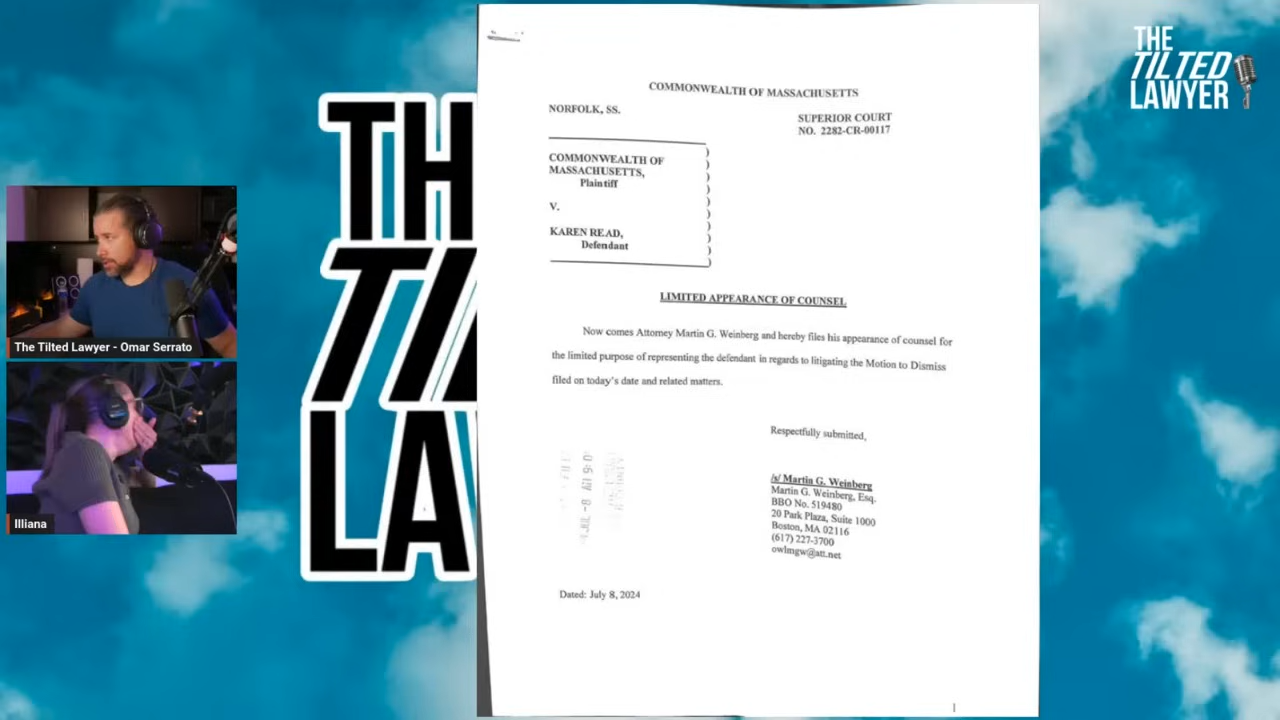 THE
TILTED
LAWYER
COMMONWEALTH OF MASSACHUSETTS
NORFOLK, SS.
SUPERIOR COURT
NO. 2282-CR-00117
COMMONWEALTH OF
MASSACHUSETTS,
Plaintiff
V.
KAREN READ,
Defendant
LIMITED APPEARANCE OF COUNSEL
Now comes Attorney Martin G. Weinberg and hereby files his appearance of counsel for
the limited purpose of representing the defendant in regards to litigating the Motion to Dismiss
filed on today's date and related matters.
Respectfully submitted,
/s/ Martin G. Weinberg
Martin G. Weinberg, Esq.
BBO No. 519480
20 Park Plaza, Suite 1000
Boston, MA 02116
(617) 227-3700
owlmgw@att.net
Dated: July 8, 2024
The Tilted Lawyer - Omar Serrato
Illiana
TH
TI
LA